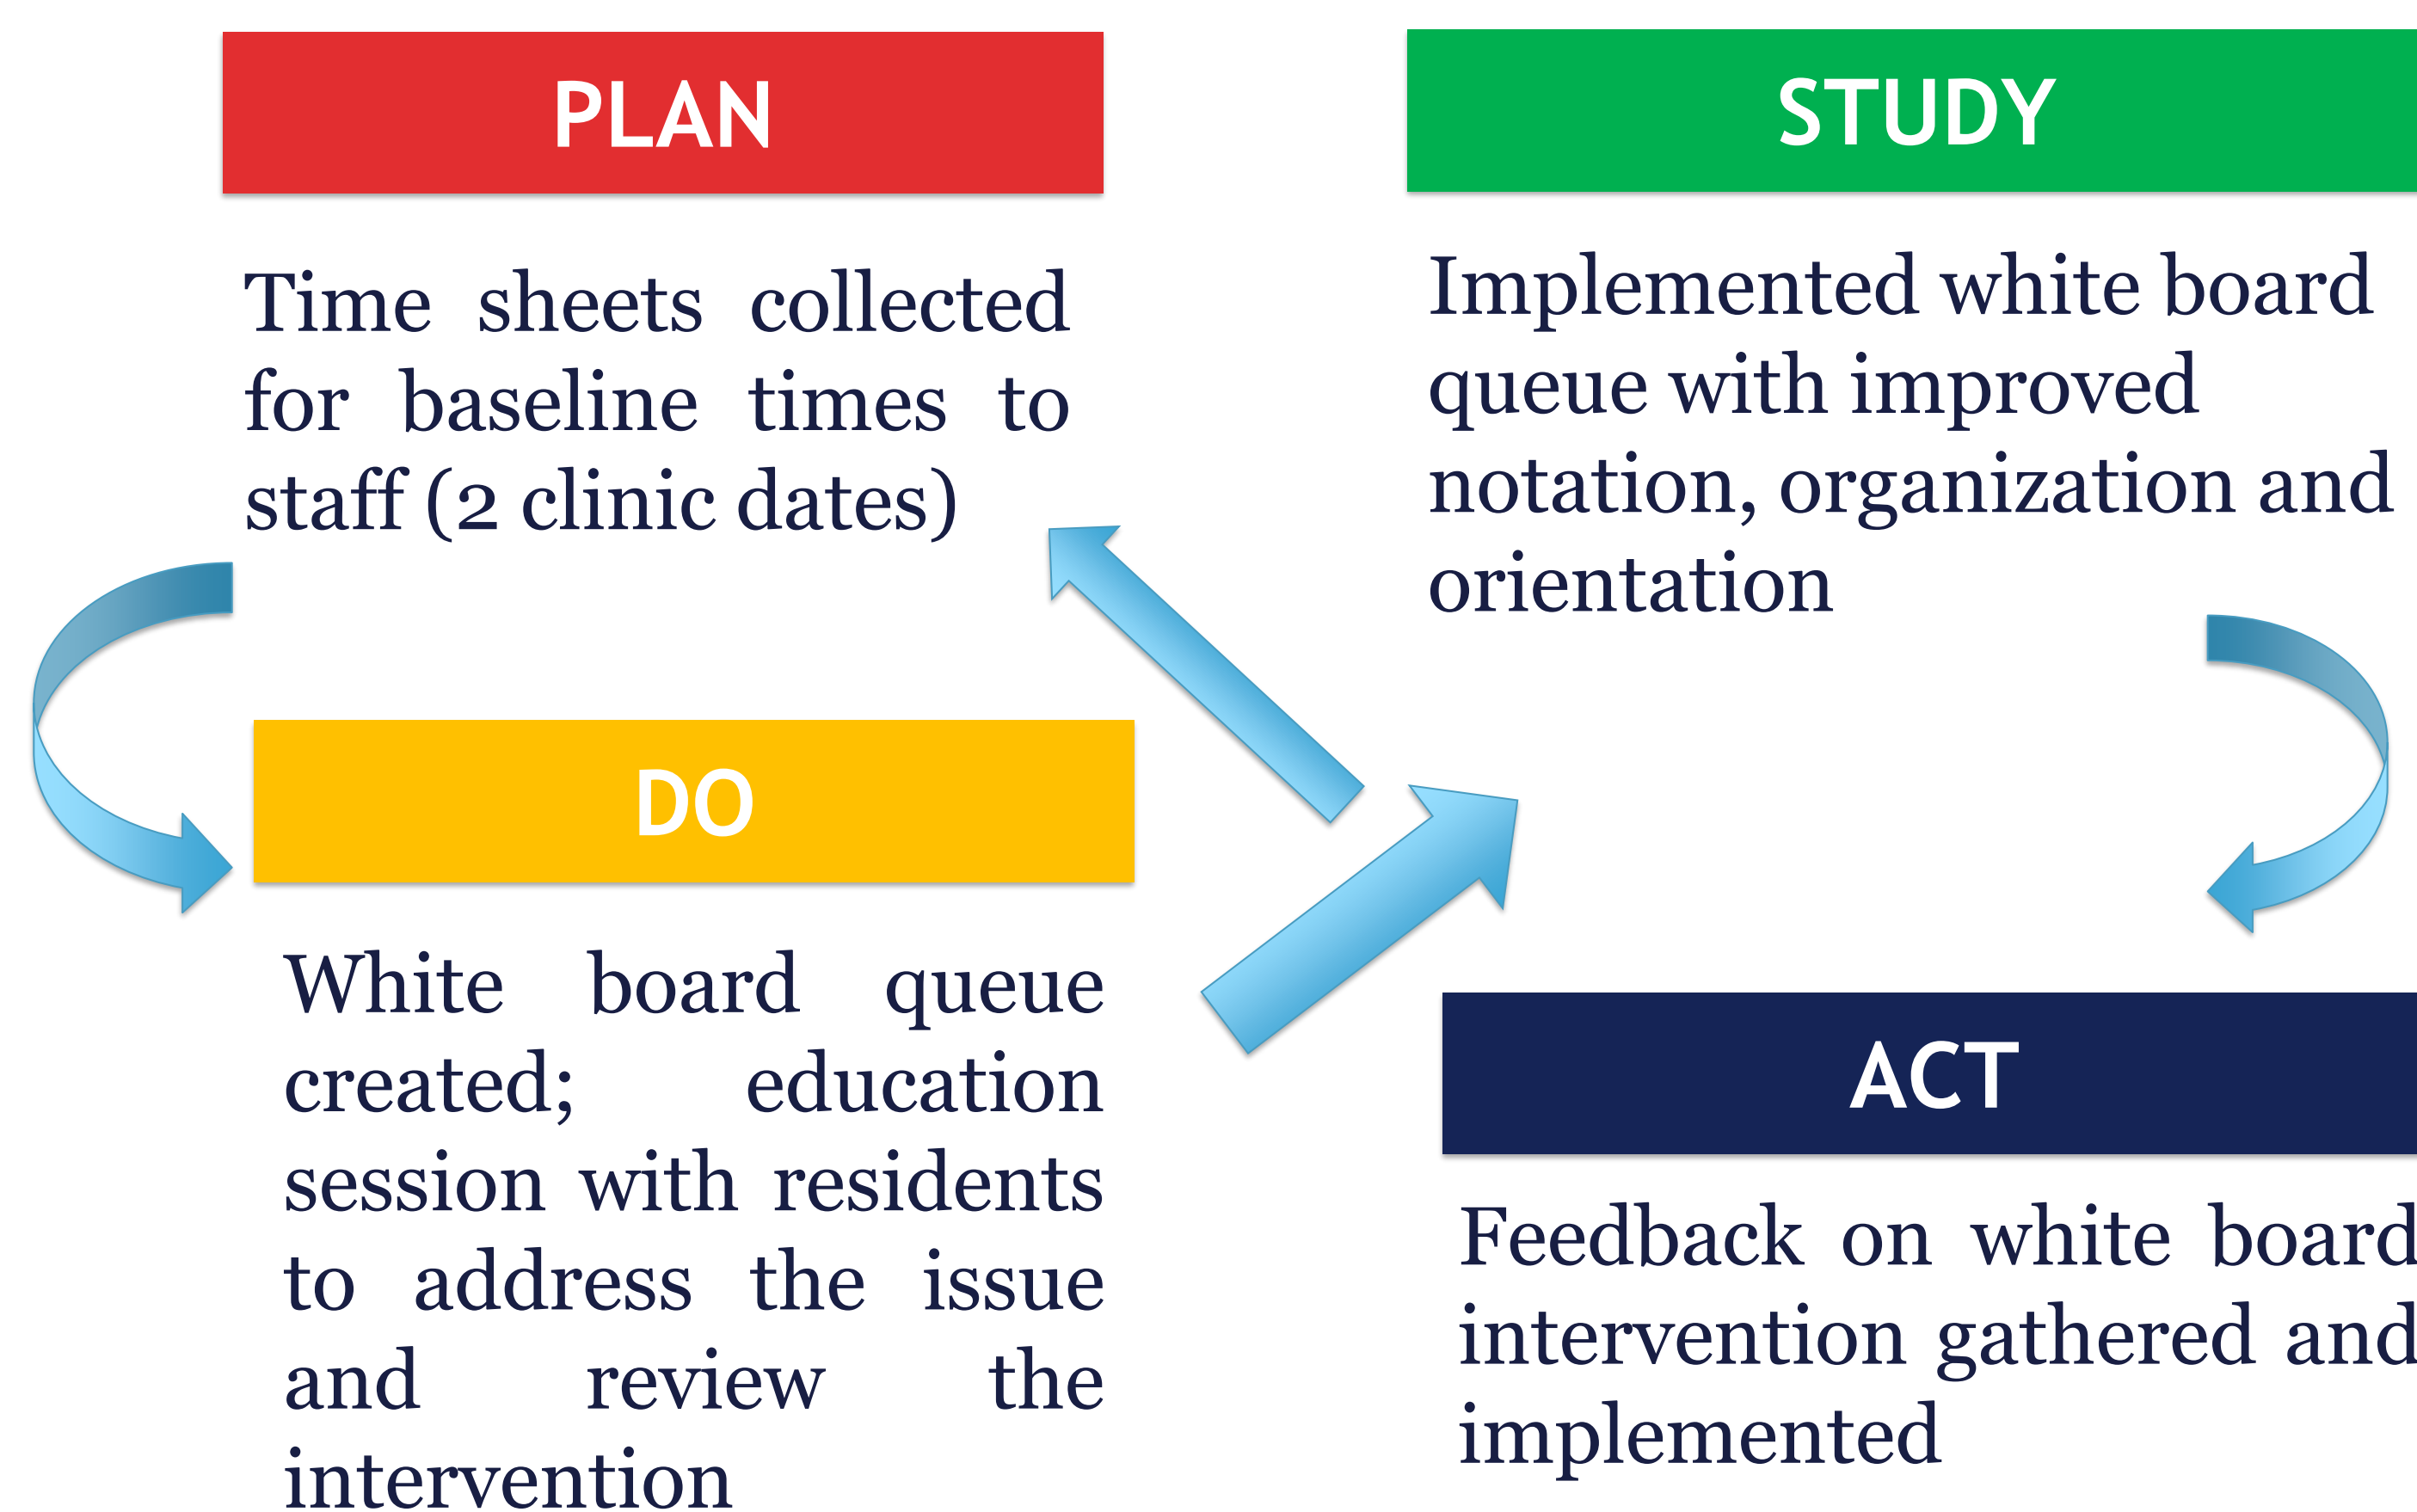 PLAN
Time sheets collected
for baseline times to
staff (2 clinic dates)
DO
White board queue
created; education
session with residents
to address the issue
and review the
intervention
STUDY
Implemented white board
queue with improved
notation, organization and
orientation
ACT
Feedback on white board
intervention gathered and
implemented